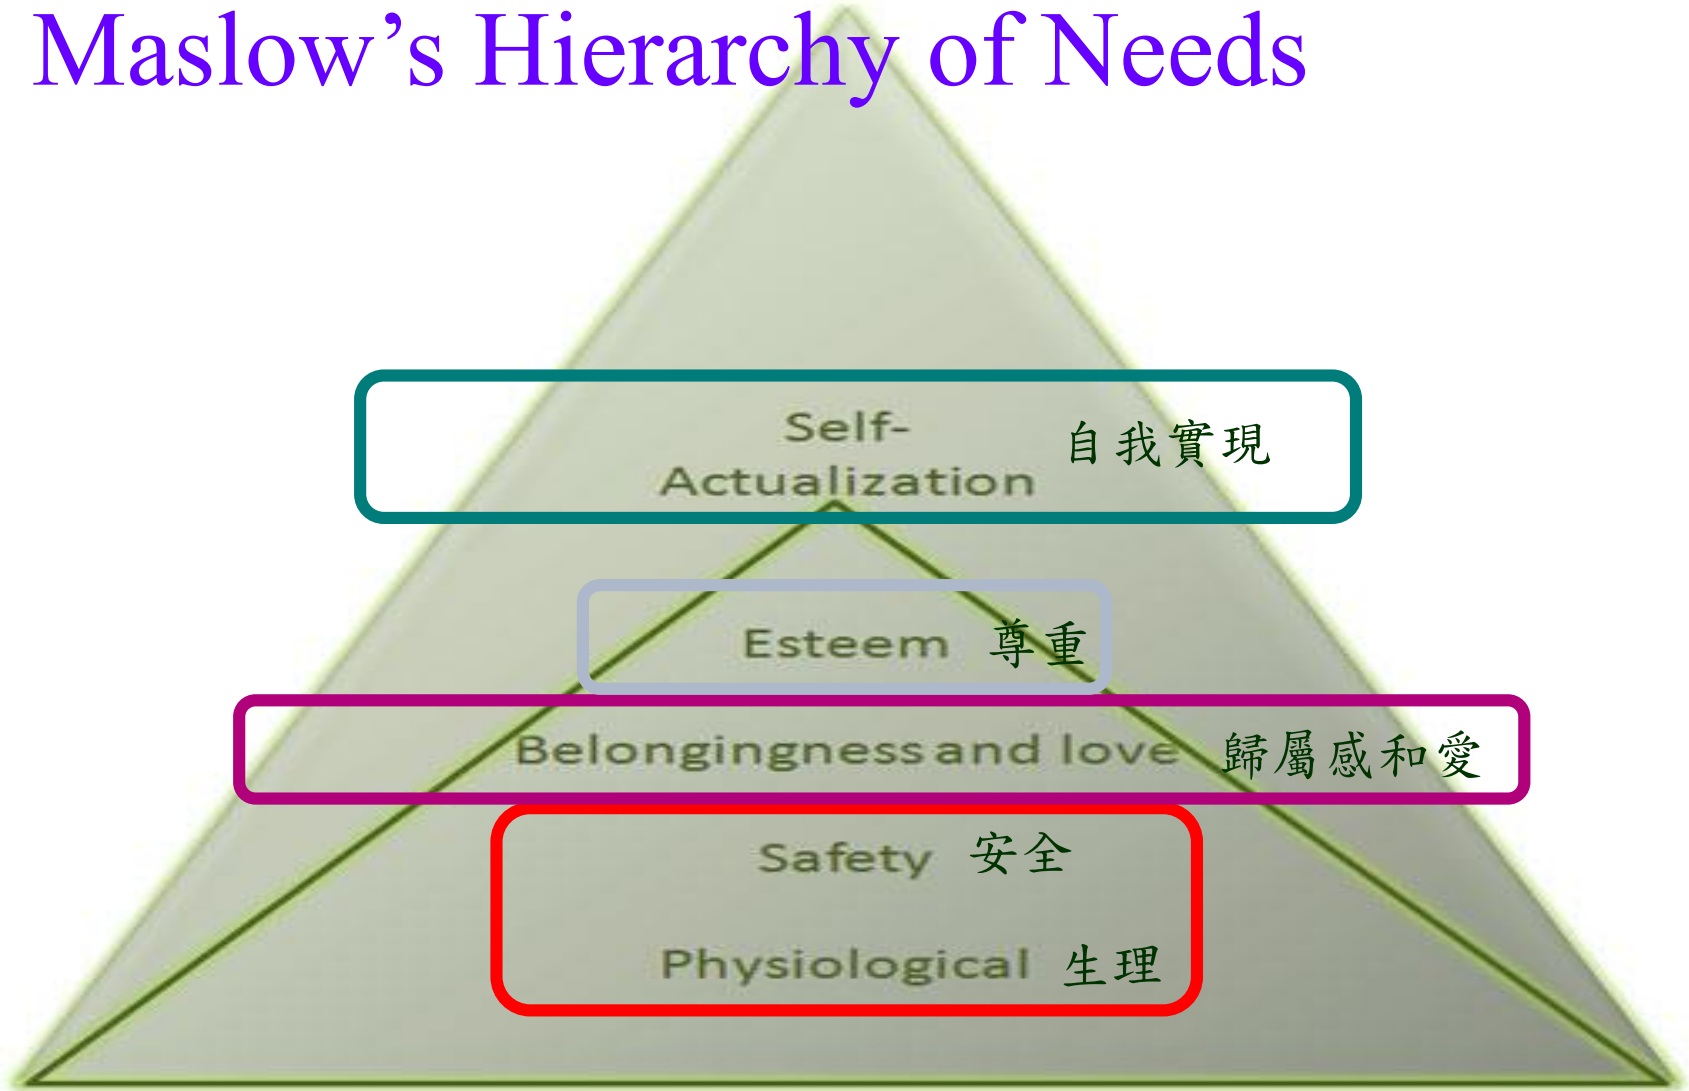 Maslow’s Hierarchy of Needs
Self-
Actualization 自我實現
Esteem 尊重
Belongingness and love 歸屬感和愛
Safety 安全
Physiological 生理